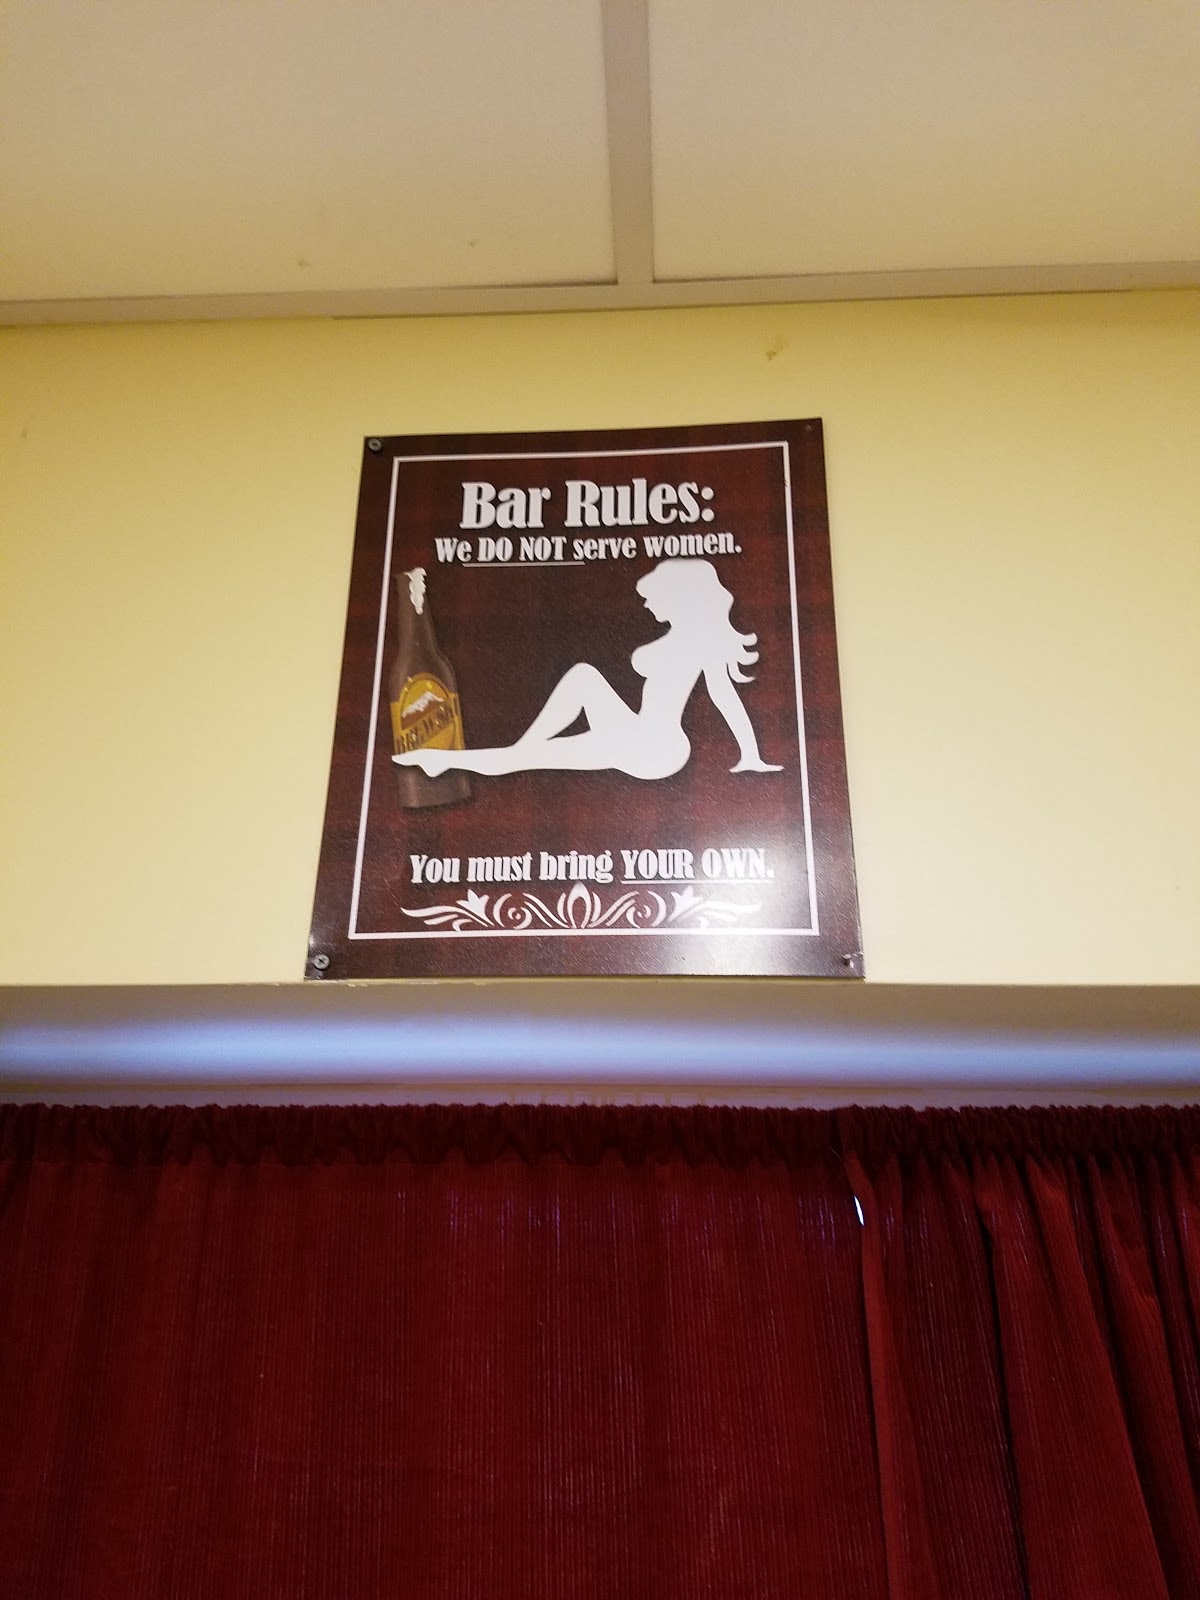 Bar Rules:
We DO NOT serve women.
You must bring YOUR OWN.